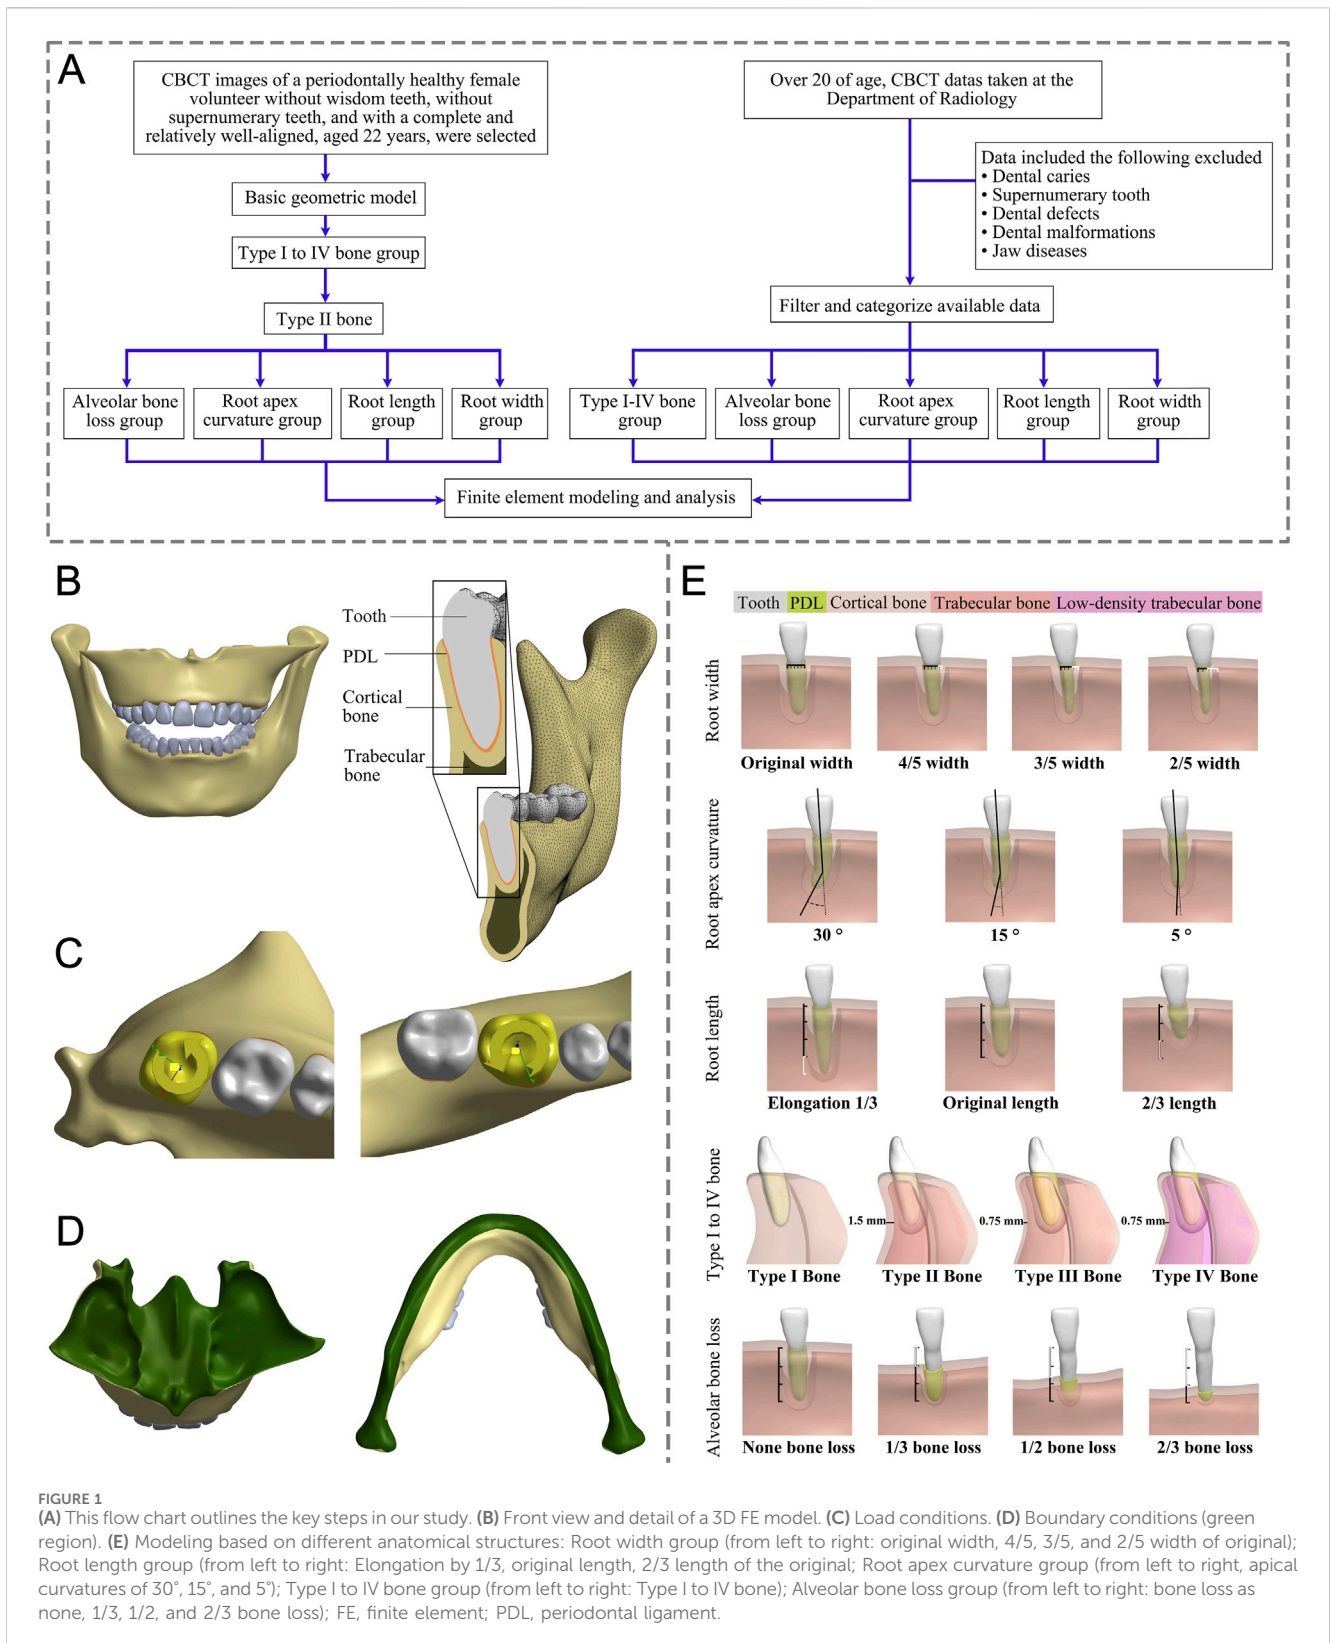 A
CBCT images of a periodontally healthy female
volunteer without wisdom teeth, without
supernumerary teeth, and with a complete and
relatively well-aligned, aged 22 years, were selected
Basic geometric model
Type I to IV bone group
Type II bone
Alveolar bone
loss group
Root apex
curvature group
Root length
group
Root width
group
Over 20 of age, CBCT datas taken at the
Department of Radiology
Data included the following excluded
• Dental caries
• Supernumerary tooth
• Dental defects
• Dental malformations
• Jaw diseases
Filter and categorize available data
Type I-IV bone
group
Alveolar bone
loss group
Root apex
curvature group
Root length
group
Root width
group
Finite element modeling and analysis
B
Tooth
PDL
Cortical
bone
Trabecular
bone
C
D
E
Tooth PDL Cortical bone Trabecular bone Low-density trabecular bone
Root width
Original width 4/5 width 3/5 width 2/5 width
Root apex curvature
30 ° 15 ° 5 °
Root length
Elongation 1/3 Original length 2/3 length
Type I to IV bone
1.5 mm 0.75 mm 0.75 mm
Type I Bone Type II Bone Type III Bone Type IV Bone
Alveolar bone loss
None bone loss 1/3 bone loss 1/2 bone loss 2/3 bone loss
FIGURE 1
(A) This flow chart outlines the key steps in our study. (B) Front view and detail of a 3D FE model. (C) Load conditions. (D) Boundary conditions (green
region). (E) Modeling based on different anatomical structures: Root width group (from left to right: original width, 4/5, 3/5, and 2/5 width of original);
Root length group (from left to right: Elongation by 1/3, original length, 2/3 length of the original; Root apex curvature group (from left to right, apical
curvatures of 30°, 15°, and 5°); Type I to IV bone group (from left to right: Type I to IV bone); Alveolar bone loss group (from left to right: bone loss as
none, 1/3, 1/2, and 2/3 bone loss); FE, finite element; PDL, periodontal ligament.